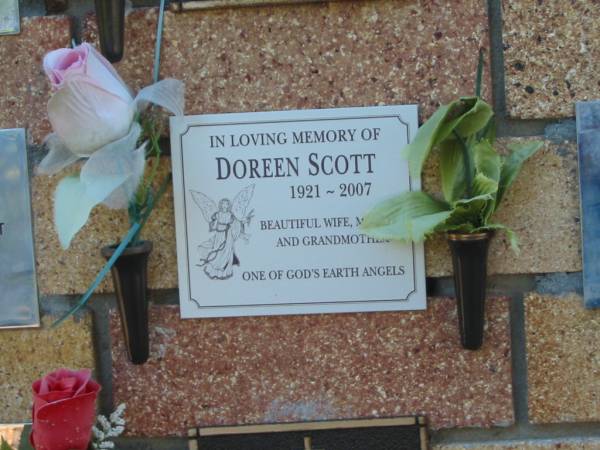 IN LOVING MEMORY OF
DOREEN SCOTT
1921 ~ 2007
BEAUTIFUL WIFE,
AND GRANDMOTHER
ONE OF GOD'S EARTH ANGELS